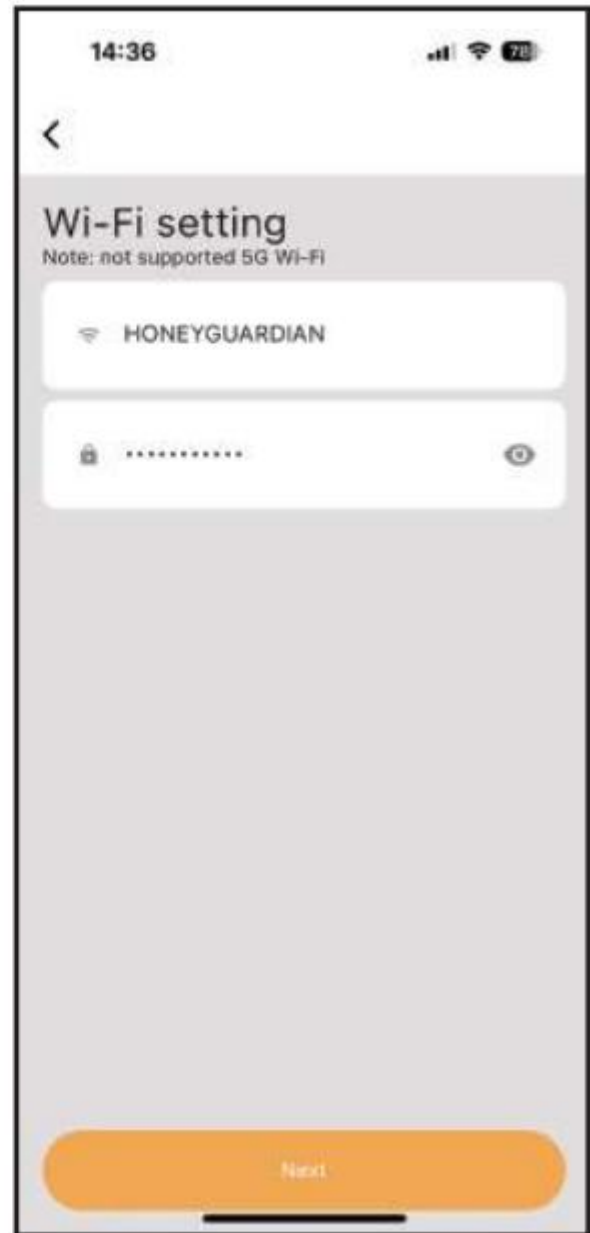 14:36
78
Wi-Fi setting
Note: not supported 5G Wi-Fi
HONEYGUARDIAN
•••••••••••
Next